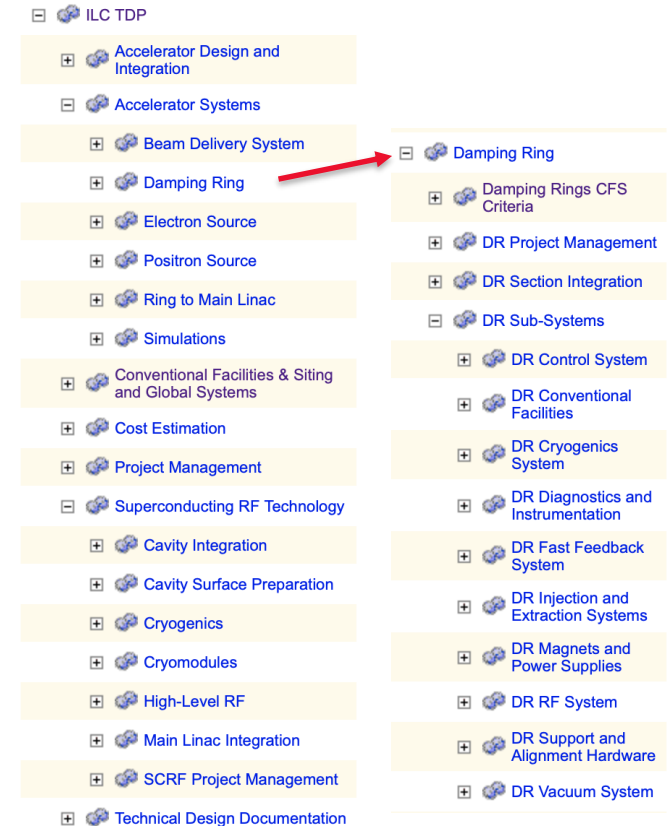 ILC TDP
Accelerator Design and
Integration
Accelerator Systems
Beam Delivery System
Damping Ring
Electron Source
Positron Source
Ring to Main Linac
Simulations
Conventional Facilities & Siting
and Global Systems
Cost Estimation
Project Management
Superconducting RF Technology
Cavity Integration
Cavity Surface Preparation
Cryogenics
Cryomodules
High-Level RF
Main Linac Integration
SCRF Project Management
Technical Design Documentation
Damping Ring
Damping Rings CFS
Criteria
DR Project Management
DR Section Integration
DR Sub-Systems
DR Control System
DR Conventional
Facilities
DR Cryogenics
System
DR Diagnostics and
Instrumentation
DR Fast Feedback
System
DR Injection and
Extraction Systems
DR Magnets and
Power Supplies
DR RF System
DR Support and
Alignment Hardware
DR Vacuum System